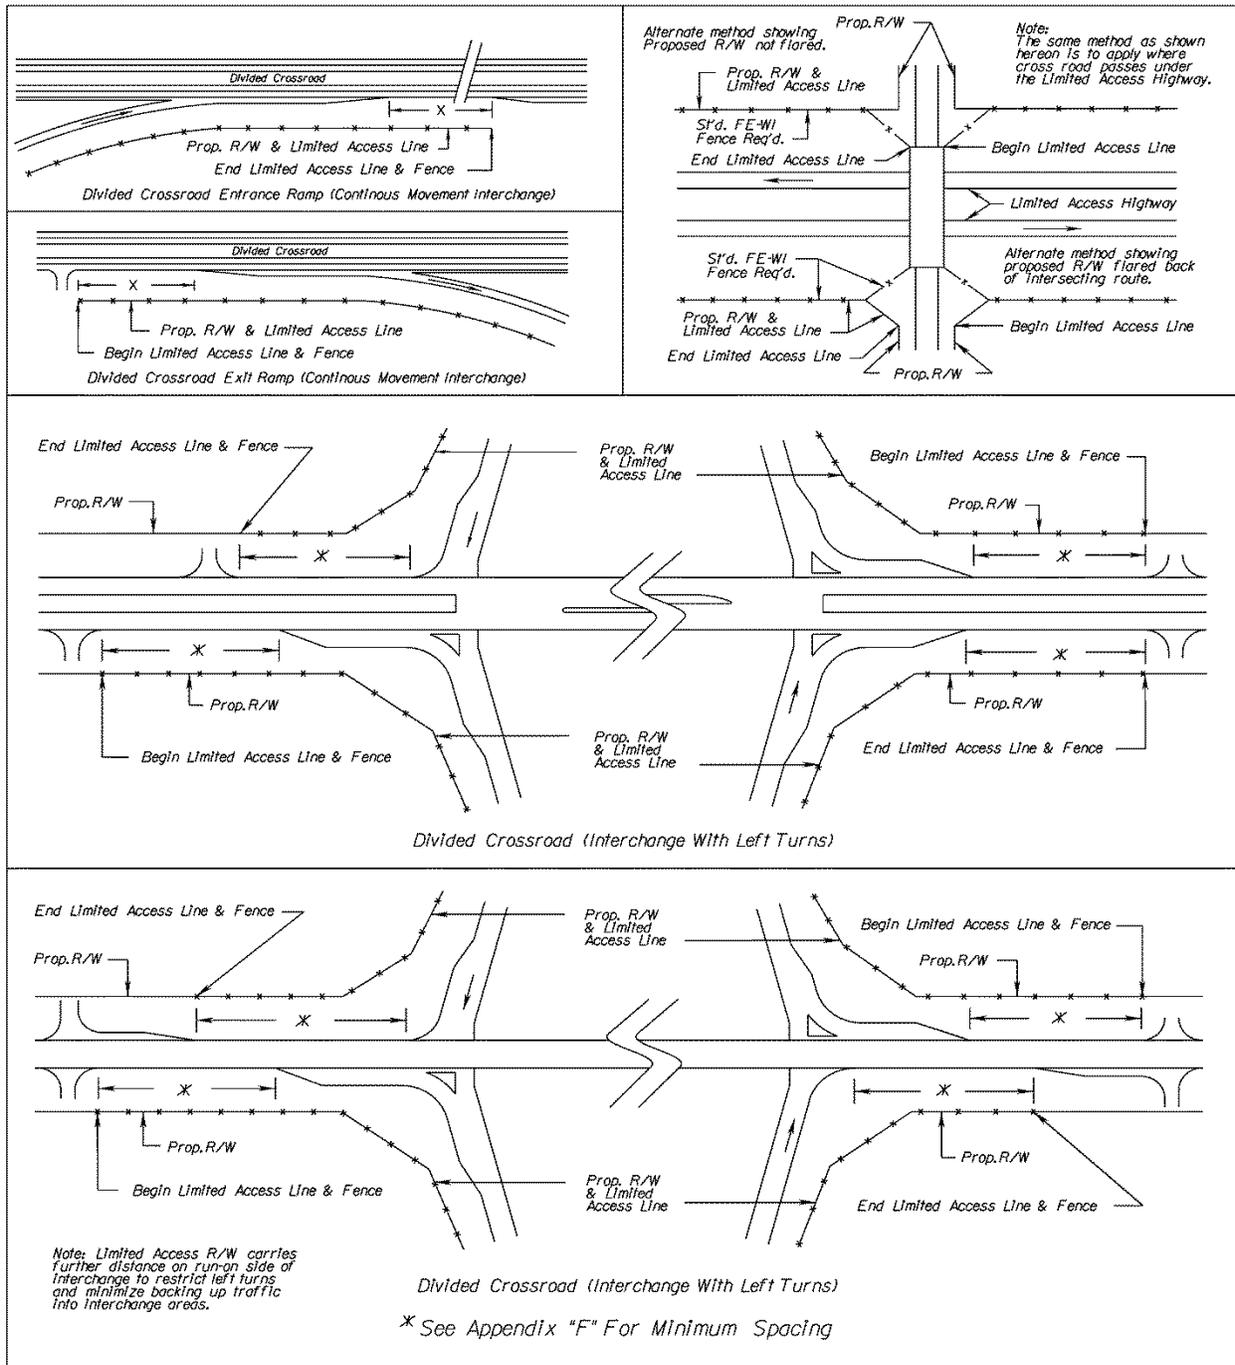 Divided Crossroad
X
Prop. R/W & Limited Access Line
End Limited Access Line & Fence
Divided Crossroad Entrance Ramp (Continous Movement Interchange)
Divided Crossroad
X
Prop. R/W & Limited Access Line
Begin Limited Access Line & Fence
Divided Crossroad Exit Ramp (Continous Movement Interchange)
Alternate method showing
Proposed R/W not flared.
Prop.R/W
Note:
The same method as shown
hereon is to apply where
cross road passes under
the Limited Access Highway.
Prop. R/W &
Limited Access Line
St'd. FE-WI
Fence Req'd.
End Limited Access Line
Begin Limited Access Line
Limited Access Highway
St'd. FE-WI
Fence Req'd.
Alternate method showing
proposed R/W flared back
of intersecting route.
Prop. R/W &
Limited Access Line
End Limited Access Line
Begin Limited Access Line
Prop.R/W
End Limited Access Line & Fence
Prop.R/W
Prop. R/W
& Limited
Access Line
Begin Limited Access Line & Fence
Prop.R/W
*
*
*
*
Prop.R/W
Begin Limited Access Line & Fence
Prop. R/W
& Limited
Access Line
Prop.R/W
End Limited Access Line & Fence
Divided Crossroad (Interchange With Left Turns)
End Limited Access Line & Fence
Prop.R/W
Prop. R/W
& Limited
Access Line
Begin Limited Access Line & Fence
Prop.R/W
*
*
*
*
Prop.R/W
Begin Limited Access Line & Fence
Prop. R/W
& Limited
Access Line
Prop.R/W
End Limited Access Line & Fence
Note: Limited Access R/W carries
further distance on run-on side of
interchange to restrict left turns
and minimize backing up traffic
into interchange areas.
Divided Crossroad (Interchange With Left Turns)
* See Appendix "F" For Minimum Spacing